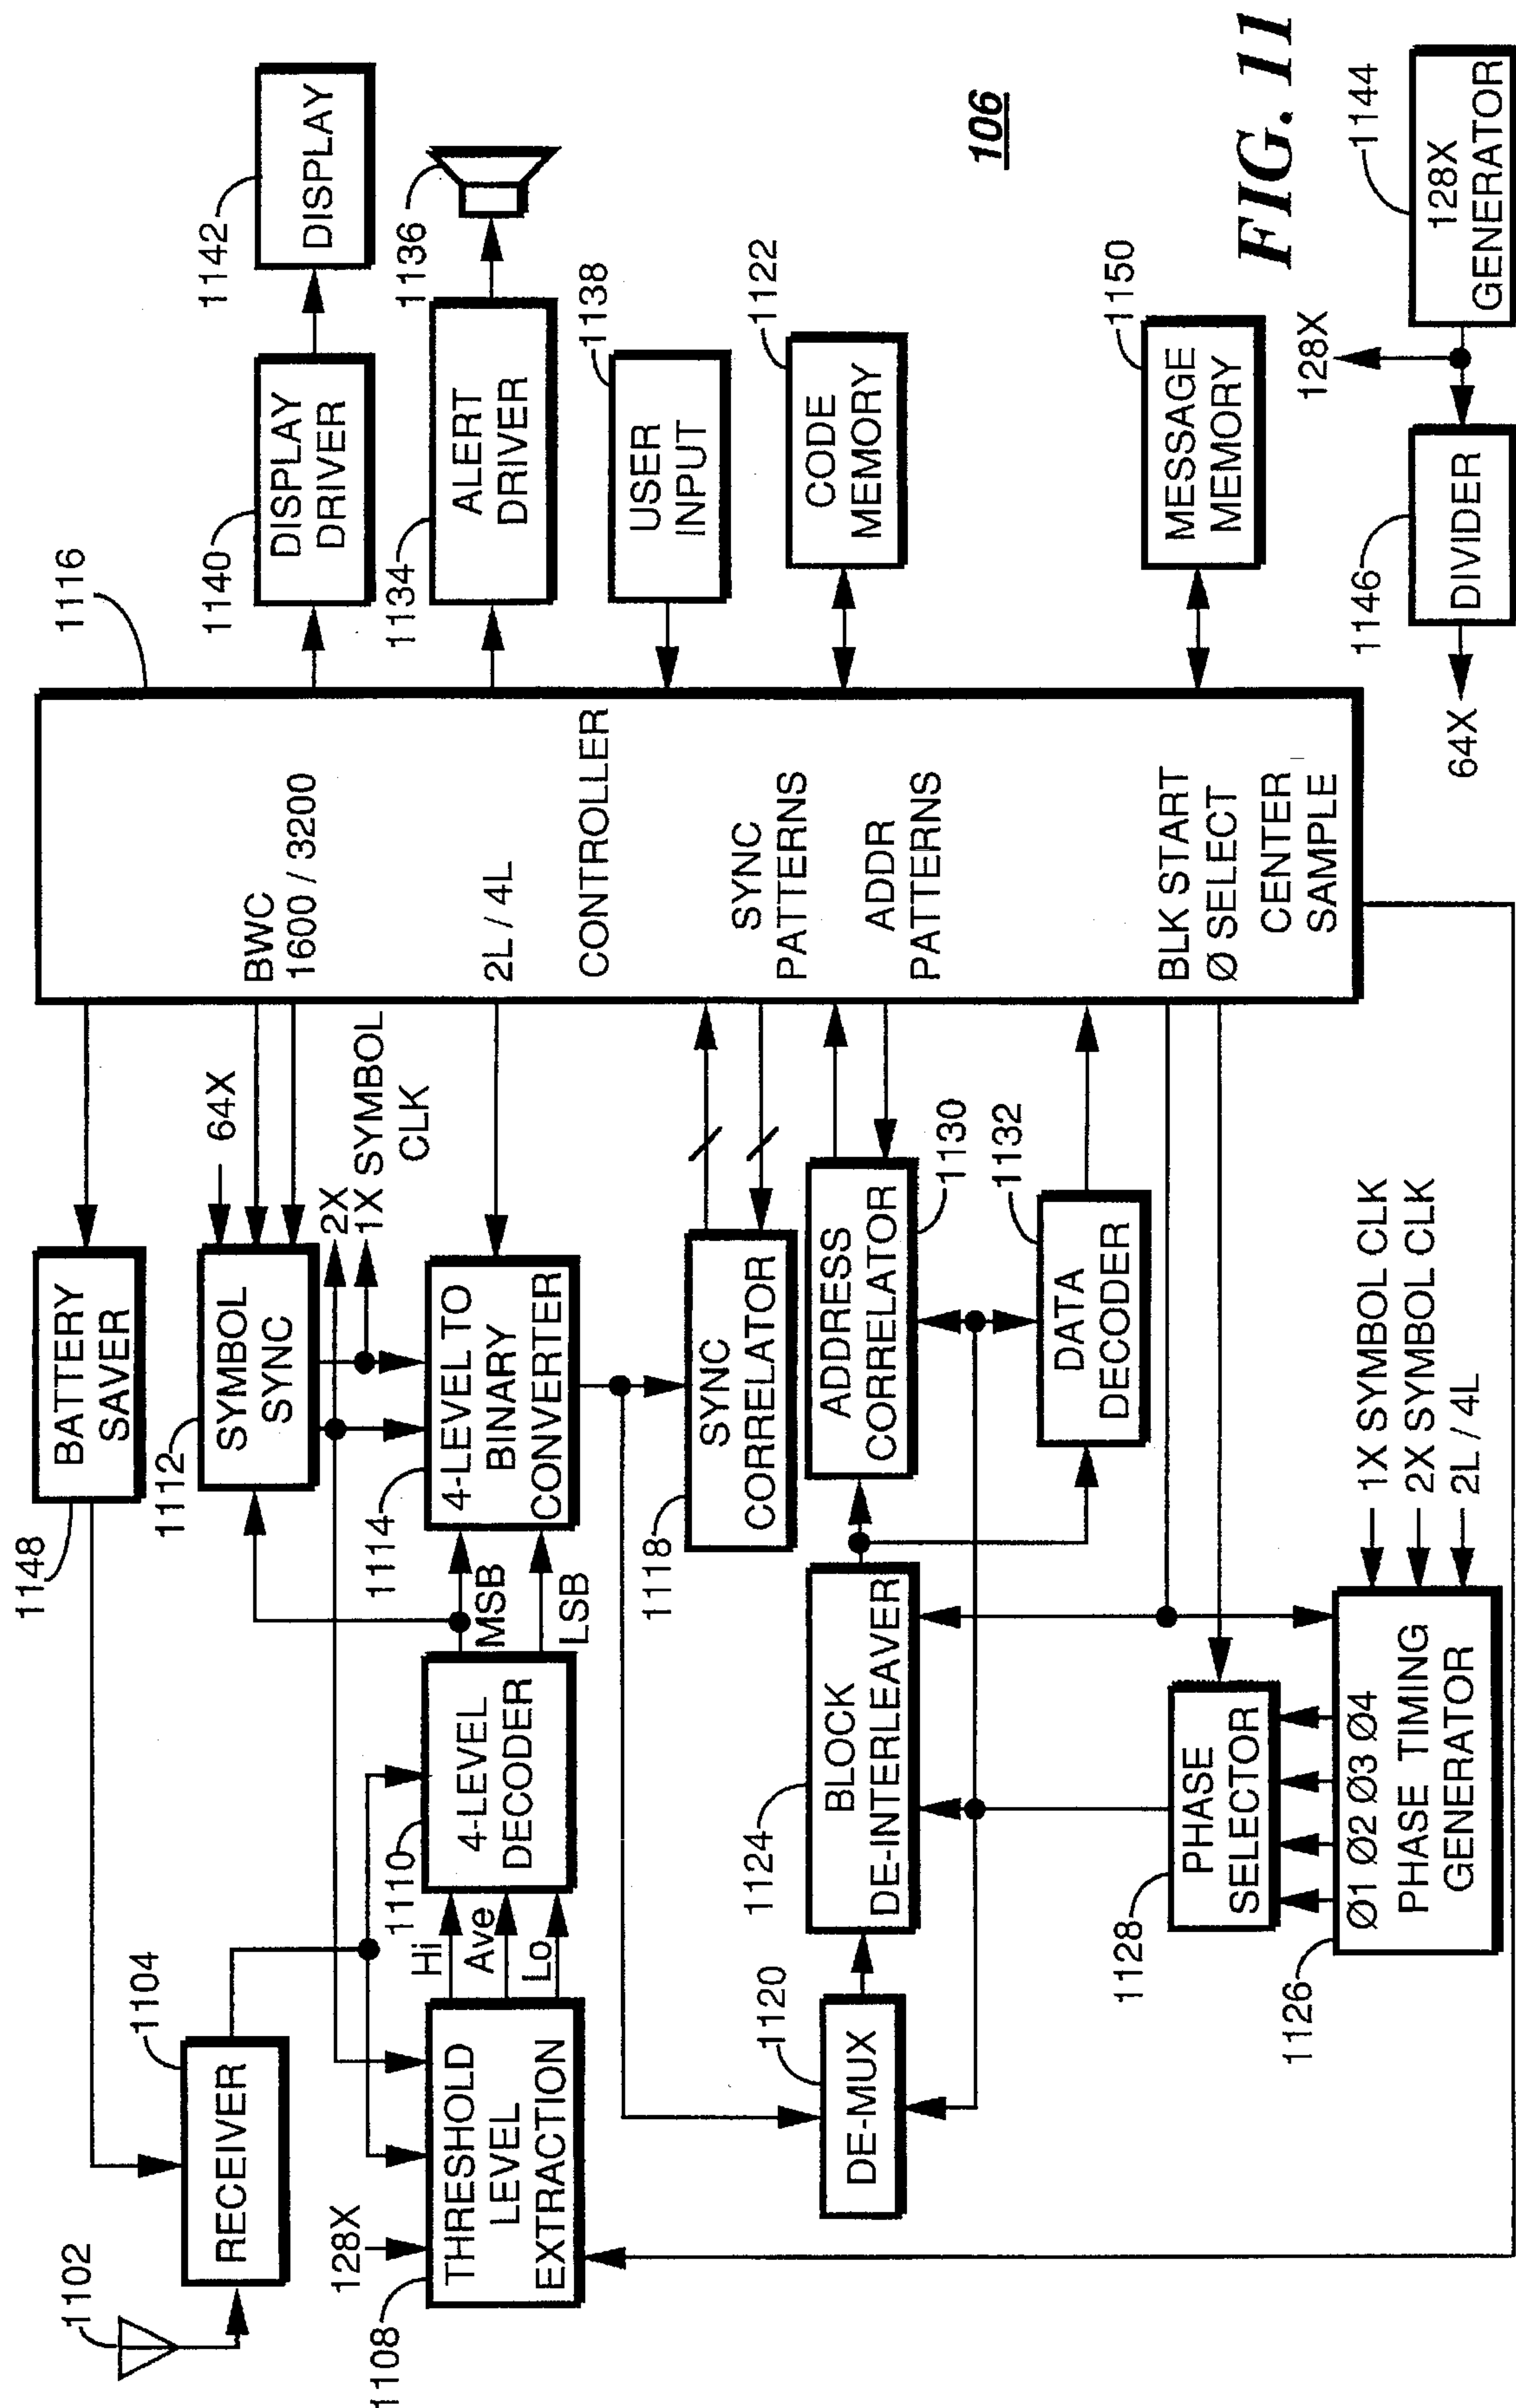 1102
1104
RECEIVER
1148
BATTERY
SAVER
1112
SYMBOL
SYNC
64X
BWC
1600 / 3200
2X
1X SYMBOL
CLK
1116
1140
DISPLAY
DRIVER
1142
DISPLAY
128X
1108
THRESHOLD
LEVEL
EXTRACTION
Hi
Ave
Lo
1110
4-LEVEL
DECODER
MSB
LSB
1114
4-LEVEL TO
BINARY
CONVERTER
2L / 4L
CONTROLLER
1134
ALERT
DRIVER
1136
1138
USER
INPUT
1118
SYNC
CORRELATOR
SYNC
PATTERNS
1122
CODE
MEMORY
1120
DE-MUX
1124
BLOCK
DE-INTERLEAVER
ADDRESS
CORRELATOR
1130
ADDR
PATTERNS
1132
DATA
DECODER
106
1128
PHASE
SELECTOR
BLK START
Ø SELECT
CENTER
SAMPLE
1150
MESSAGE
MEMORY
FIG. 11
1126
Ø1 Ø2 Ø3 Ø4
PHASE TIMING
GENERATOR
1X SYMBOL CLK
2X SYMBOL CLK
2L / 4L
64X
1146
DIVIDER
128X
1144
128X
GENERATOR